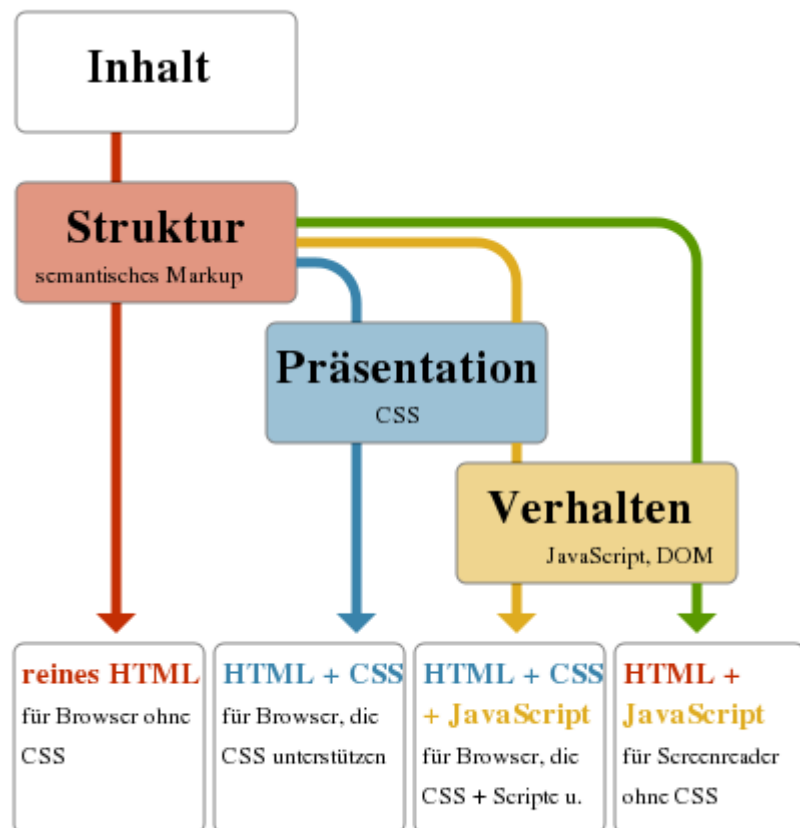 Inhalt
Struktur
semantisches Markup
Präsentation
CSS
Verhalten
JavaScript, DOM
reines HTML
für Browser ohne
CSS
HTML + CSS
für Browser, die
CSS unterstützen
HTML + CSS
+ JavaScript
für Browser, die
CSS + Scripte u.
HTML +
JavaScript
für Screenreader
ohne CSS